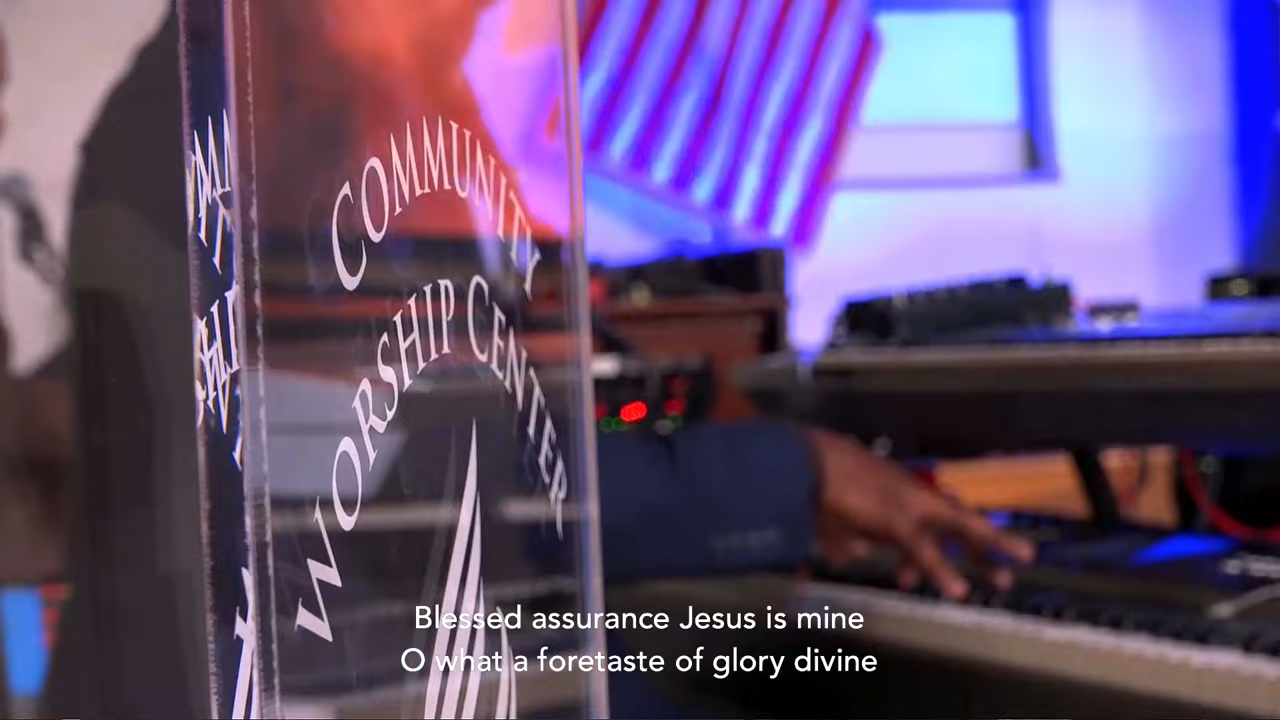 COMMUNITY
WORSHIP CENTER
Blessed assurance Jesus is mine
O what a foretaste of glory divine